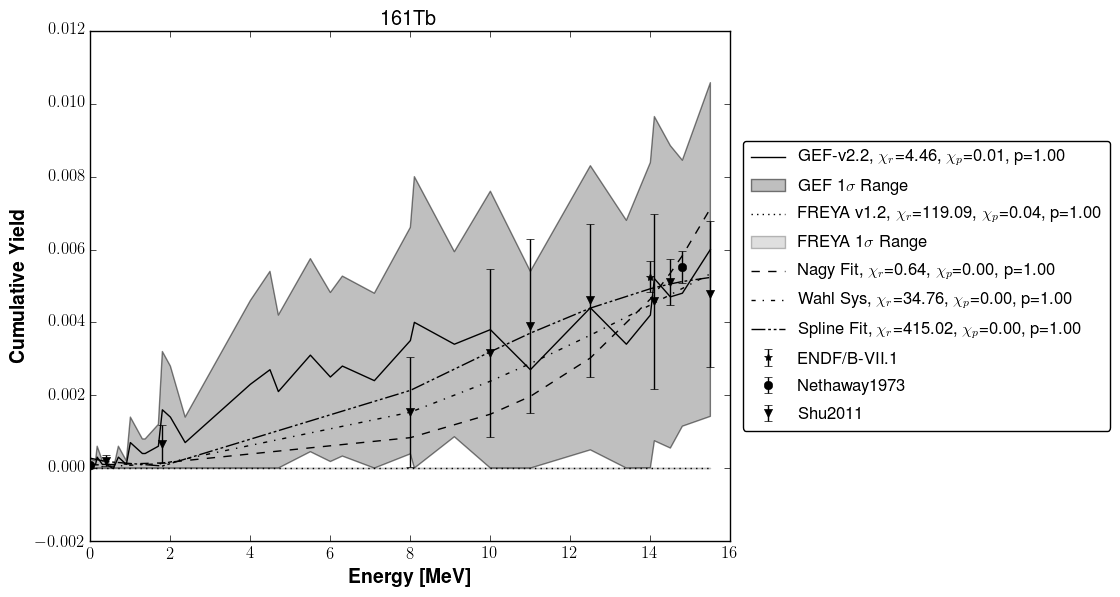 161Tb
0.012
0.010
0.008
0.006
0.004
0.002
0.000
−0.002
Cumulative Yield
0 2 4 6 8 10 12 14 16
Energy [MeV]
GEF-v2.2, χr=4.46, χp=0.01, p=1.00
GEF 1σ Range
FREYA v1.2, χr=119.09, χp=0.04, p=1.00
FREYA 1σ Range
Nagy Fit, χr=0.64, χp=0.00, p=1.00
Wahl Sys, χr=34.76, χp=0.00, p=1.00
Spline Fit, χr=415.02, χp=0.00, p=1.00
ENDF/B-VII.1
Nethaway1973
Shu2011